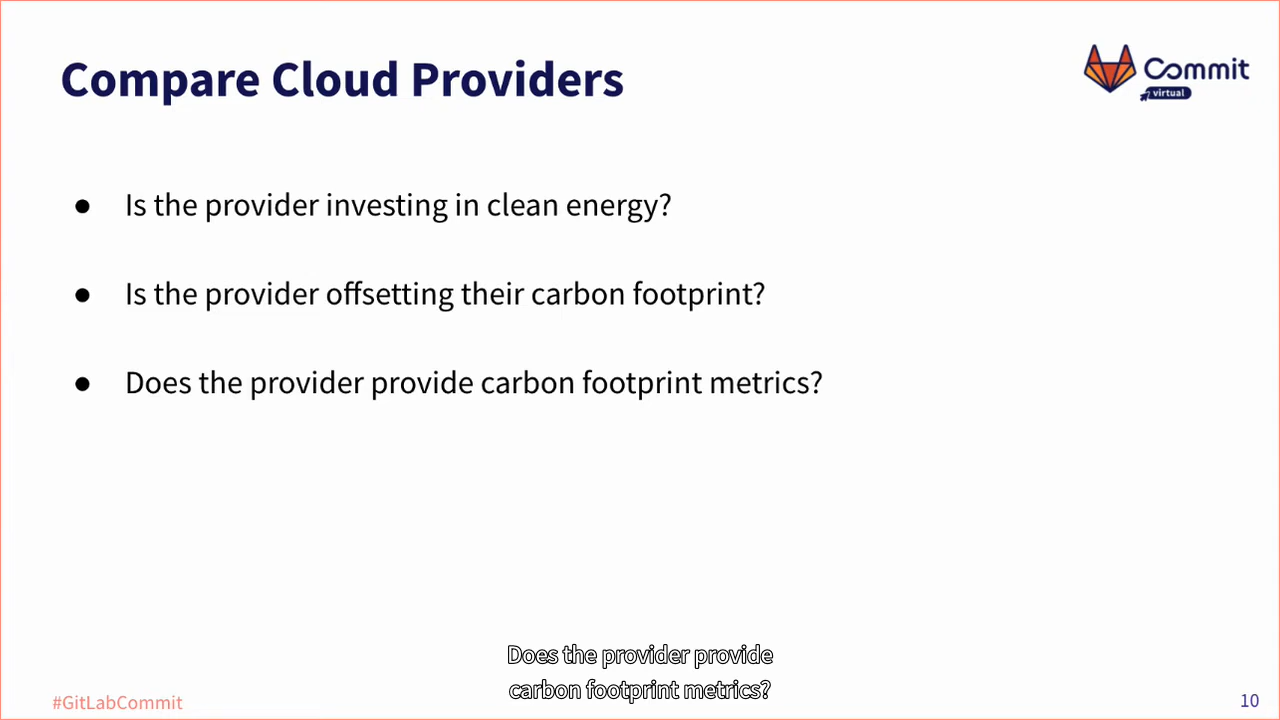 Compare Cloud Providers
Commit
virtual
● Is the provider investing in clean energy?
● Is the provider offsetting their carbon footprint?
● Does the provider provide carbon footprint metrics?
Does the provider provide
carbon footprint metrics?
#GitLabCommit
10